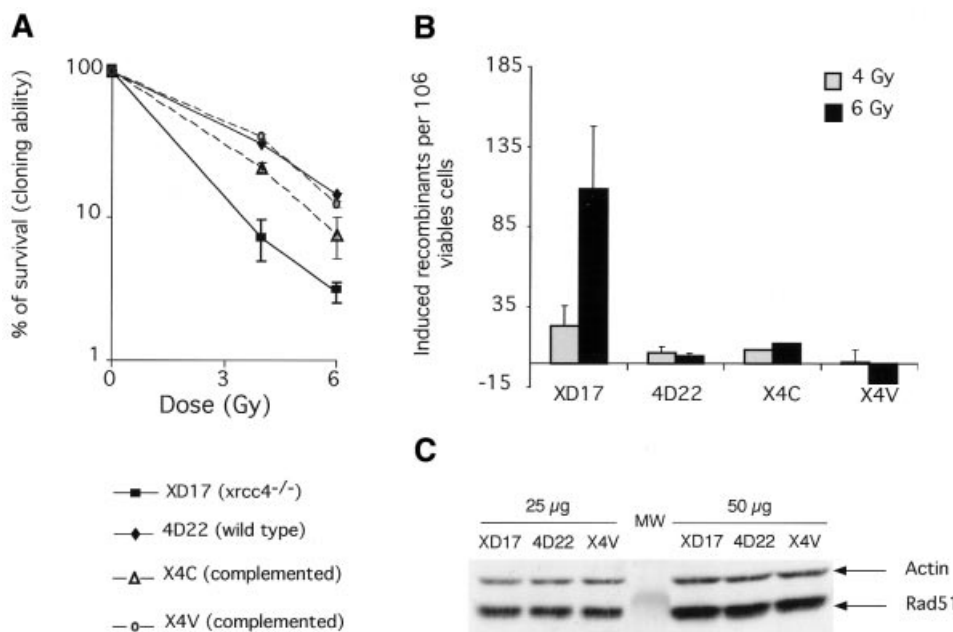 A
% of survival (cloning ability)
100
10
1
0
3
6
Dose (Gy)
XD17 (xrcc4-/-)
4D22 (wild type)
X4C (complemented)
X4V (complemented)
B
Induced recombinants per 106
viables cells
185
135
85
35
-15
4 Gy
6 Gy
XD17 4D22 X4C X4V
C
25 µg MW 50 µg
XD17 4D22 X4V XD17 4D22 X4V
Actin
Rad51